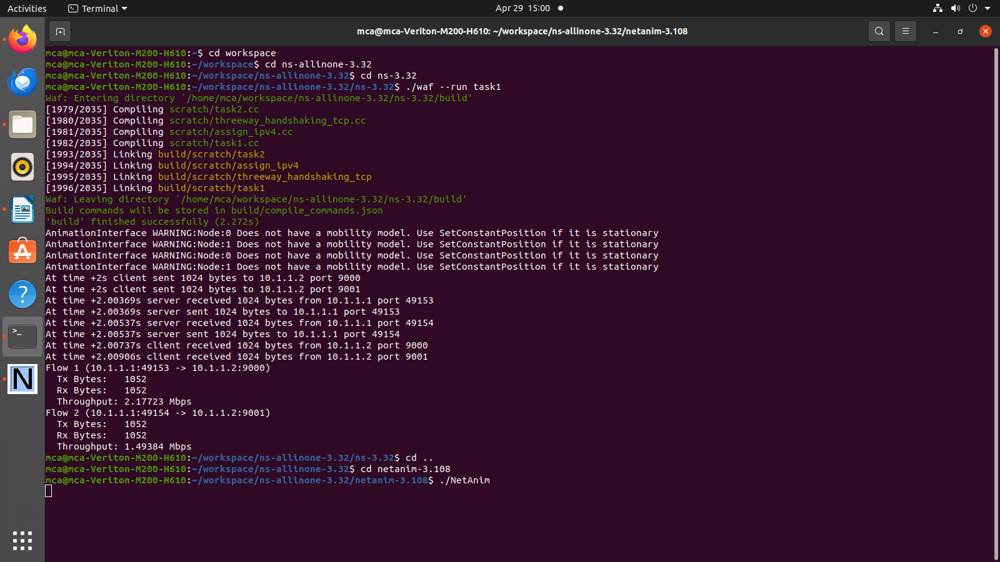 Activities
Terminal
Apr 29 15:00
mca@mca-Veriton-M200-H610: ~/workspace/ns-allinone-3.32/netanim-3.108
mca@mca-Veriton-M200-H610:~$ cd workspace
mca@mca-Veriton-M200-H610:~/workspace$ cd ns-allinone-3.32
mca@mca-Veriton-M200-H610:~/workspace/ns-allinone-3.32$ cd ns-3.32
mca@mca-Veriton-M200-H610:~/workspace/ns-allinone-3.32/ns-3.32$ ./waf --run task1
Waf: Entering directory `/home/mca/workspace/ns-allinone-3.32/ns-3.32/build'
[1979/2035] Compiling scratch/task2.cc
[1980/2035] Compiling scratch/threeway_handshaking_tcp.cc
[1981/2035] Compiling scratch/assign_ipv4.cc
[1982/2035] Compiling scratch/task1.cc
[1993/2035] Linking build/scratch/task2
[1994/2035] Linking build/scratch/assign_ipv4
[1995/2035] Linking build/scratch/threeway_handshaking_tcp
[1996/2035] Linking build/scratch/task1
Waf: Leaving directory `/home/mca/workspace/ns-allinone-3.32/ns-3.32/build'
Build commands will be stored in build/compile_commands.json
'build' finished successfully (2.272s)
AnimationInterface WARNING:Node:0 Does not have a mobility model. Use SetConstantPosition if it is stationary
AnimationInterface WARNING:Node:1 Does not have a mobility model. Use SetConstantPosition if it is stationary
AnimationInterface WARNING:Node:0 Does not have a mobility model. Use SetConstantPosition if it is stationary
AnimationInterface WARNING:Node:1 Does not have a mobility model. Use SetConstantPosition if it is stationary
At time +2s client sent 1024 bytes to 10.1.1.2 port 9000
At time +2s client sent 1024 bytes to 10.1.1.2 port 9001
At time +2.00369s server received 1024 bytes from 10.1.1.1 port 49153
At time +2.00369s server sent 1024 bytes to 10.1.1.1 port 49153
At time +2.00537s server received 1024 bytes from 10.1.1.1 port 49154
At time +2.00537s server sent 1024 bytes to 10.1.1.1 port 49154
At time +2.00737s client received 1024 bytes from 10.1.1.2 port 9000
At time +2.00906s client received 1024 bytes from 10.1.1.2 port 9001
Flow 1 (10.1.1.1:49153 -> 10.1.1.2:9000)
  Tx Bytes:   1052
  Rx Bytes:   1052
  Throughput: 2.17723 Mbps
Flow 2 (10.1.1.1:49154 -> 10.1.1.2:9001)
  Tx Bytes:   1052
  Rx Bytes:   1052
  Throughput: 1.49384 Mbps
mca@mca-Veriton-M200-H610:~/workspace/ns-allinone-3.32/ns-3.32$ cd ..
mca@mca-Veriton-M200-H610:~/workspace/ns-allinone-3.32$ cd netanim-3.108
mca@mca-Veriton-M200-H610:~/workspace/ns-allinone-3.32/netanim-3.108$ ./NetAnim